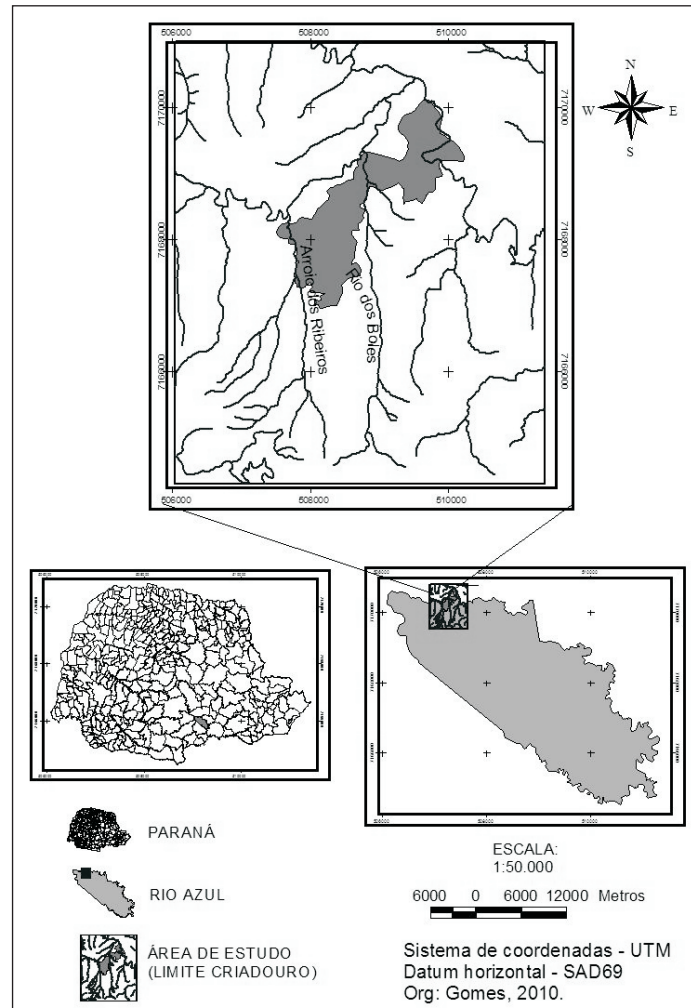 506000 508000 510000
N
W E
S
7170000 7170000
7168000 7168000
7166000 7166000
Arroio dos Ribeiros
Rio dos Boles
506000 508000 510000
PARANÁ
RIO AZUL
ÁREA DE ESTUDO
(LIMITE CRIADOURO)
ESCALA:
1:50.000
6000 0 6000 12000 Metros
Sistema de coordenadas - UTM
Datum horizontal - SAD69
Org: Gomes, 2010.